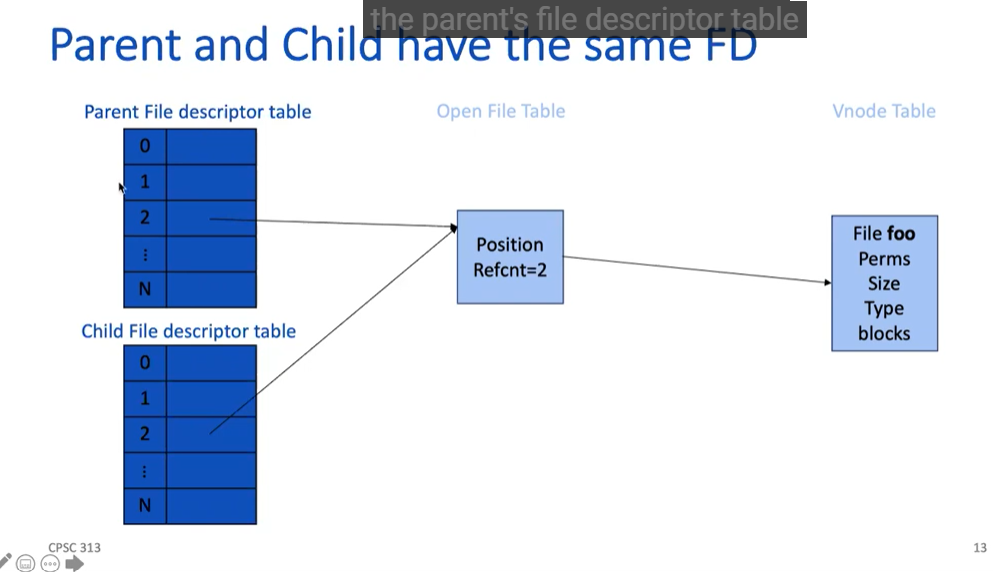 the parent's file descriptor table
Parent and Child have the same FD
Parent File descriptor table
Open File Table
Vnode Table
0
1
2
⋮
N
Position
Refcnt=2
File foo
Perms
Size
Type
blocks
Child File descriptor table
0
1
2
⋮
N
CPSC 313
13